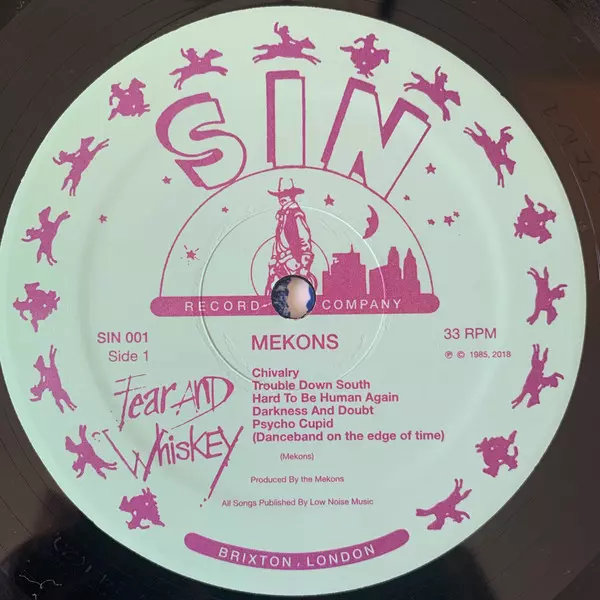 SIN
RECORD COMPANY
SIN 001
Side 1
MEKONS
33 RPM
℗ © 1985, 2018
Fear AND
Whiskey
Chivalry
Trouble Down South
Hard To Be Human Again
Darkness And Doubt
Psycho Cupid
(Danceband on the edge of time)
(Mekons)
Produced By the Mekons
All Songs Published By Low Noise Music
BRIXTON, LONDON